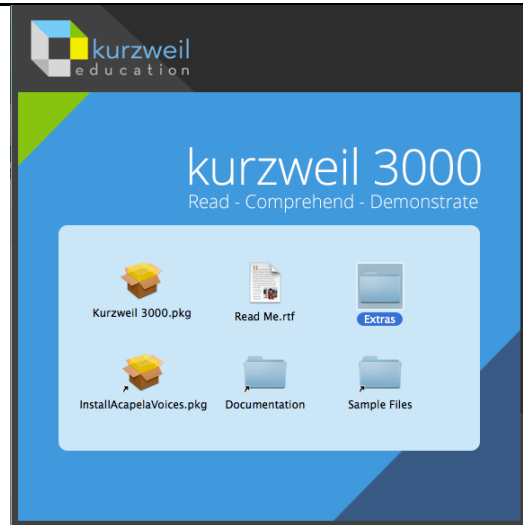 kurzweil
education
kurzweil 3000
Read - Comprehend - Demonstrate
Kurzweil 3000.pkg
Read Me.rtf
Extras
InstallAcapelaVoices.pkg
Documentation
Sample Files